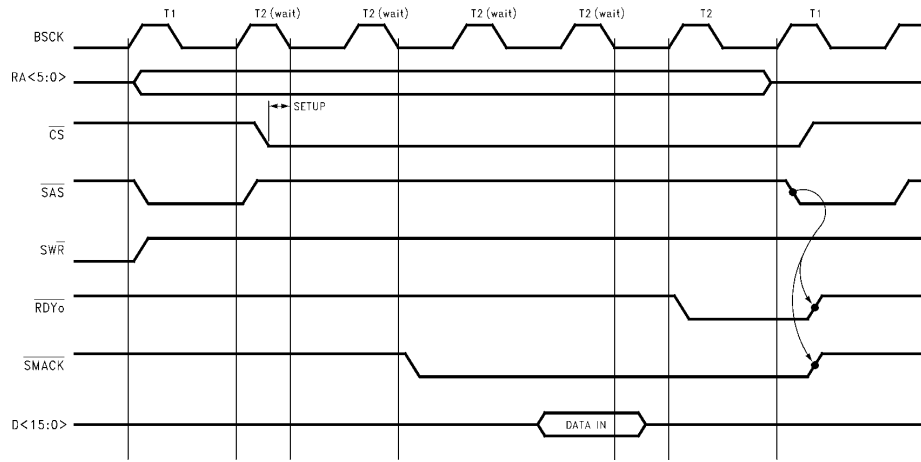 T1 T2 (wait) T2 (wait) T2 (wait) T2 (wait) T2 T1
BSCK
RA<5:0>
SETUP
CS
SAS
SWR
RDYo
SMACK
D<15:0> DATA IN